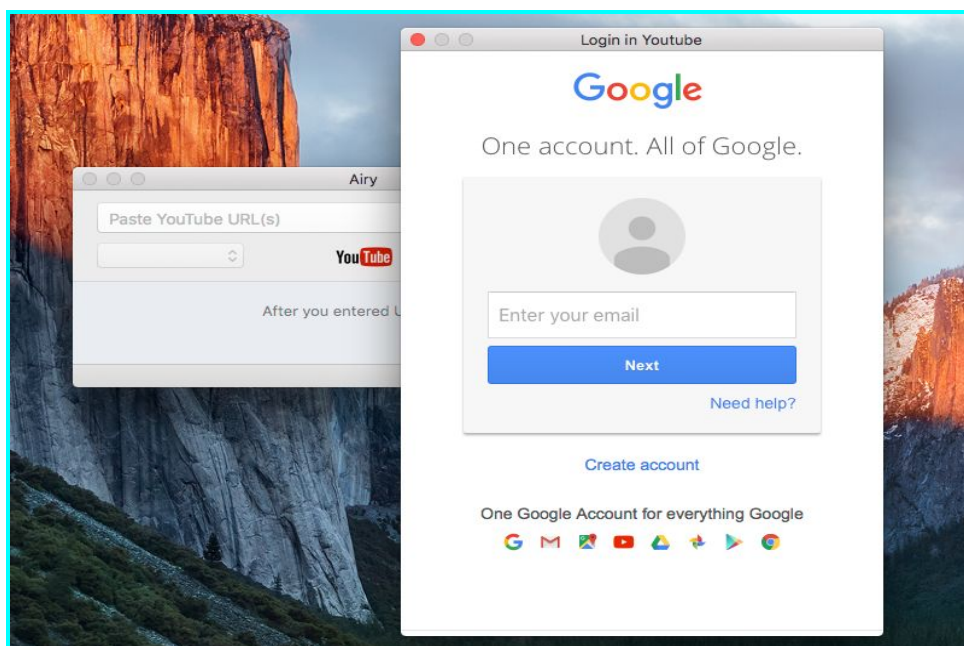 Login in Youtube
Google
One account. All of Google.
Enter your email
Next
Need help?
Create account
One Google Account for everything Google
Airy
Paste YouTube URL(s)
YouTube
After you entered U